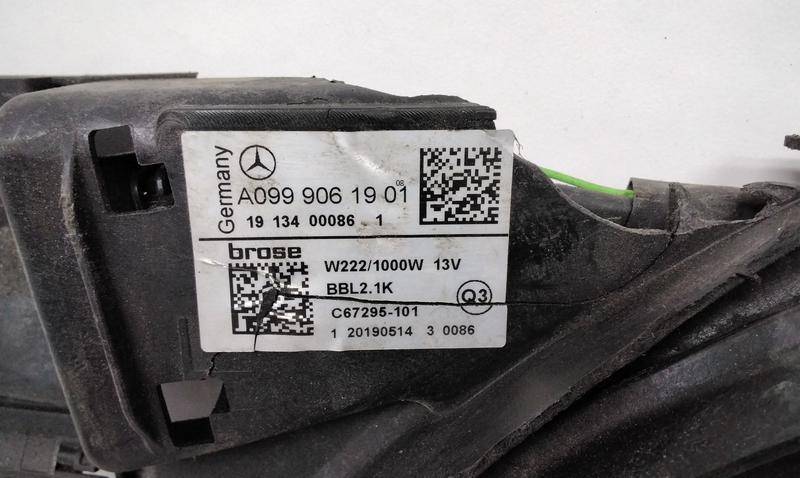 Germany
A099 906 19 01
08
19 134 00086 1
brose
W222/1000W 13V
BBL2.1K
Q3
C67295-101
1 20190514 3 0086